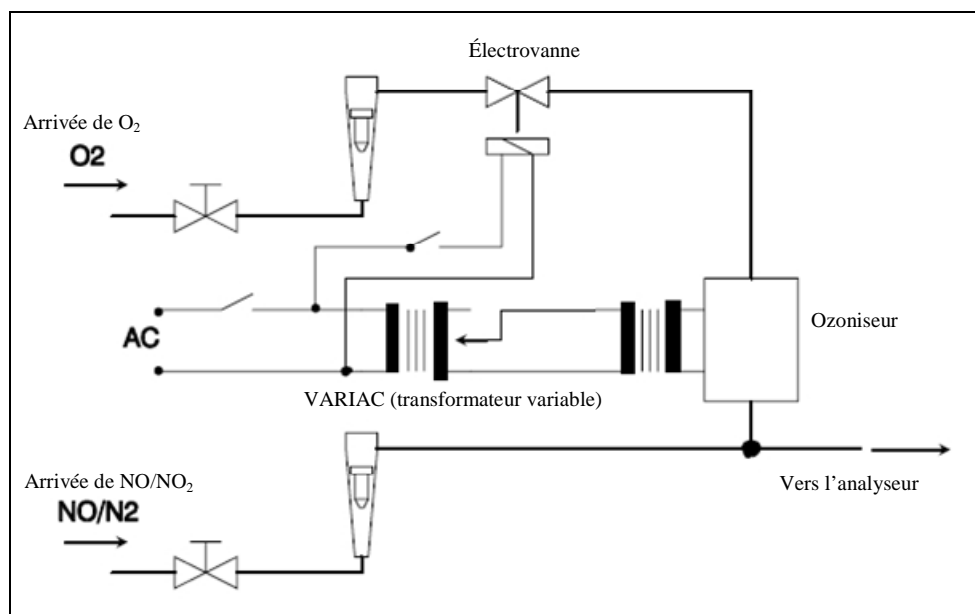 Électrovanne
Arrivée de O₂
O2
AC
Ozoniseur
VARIAC (transformateur variable)
Arrivée de NO/NO₂
NO/N2
Vers l’analyseur